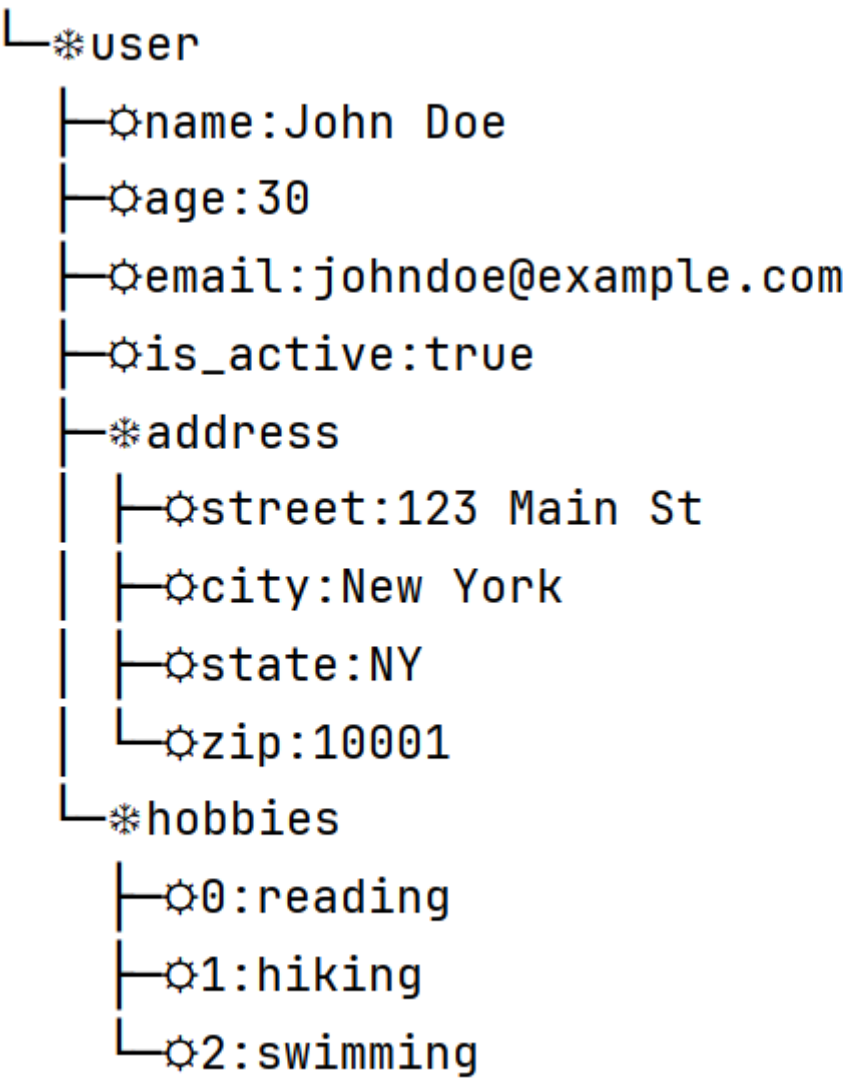 └─❄user
  ├─☼name:John Doe
  ├─☼age:30
  ├─☼email:johndoe@example.com
  ├─☼is_active:true
  ├─❄address
  │ ├─☼street:123 Main St
  │ ├─☼city:New York
  │ ├─☼state:NY
  │ └─☼zip:10001
  └─❄hobbies
    ├─☼0:reading
    ├─☼1:hiking
    └─☼2:swimming